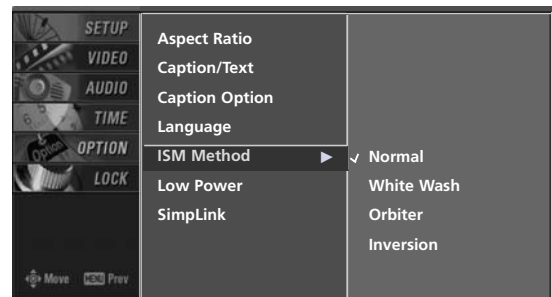 SETUP
VIDEO
AUDIO
TIME
OPTION
LOCK
Move MENU Prev
Aspect Ratio
Caption/Text
Caption Option
Language
ISM Method
Low Power
SimpLink
Normal
White Wash
Orbiter
Inversion